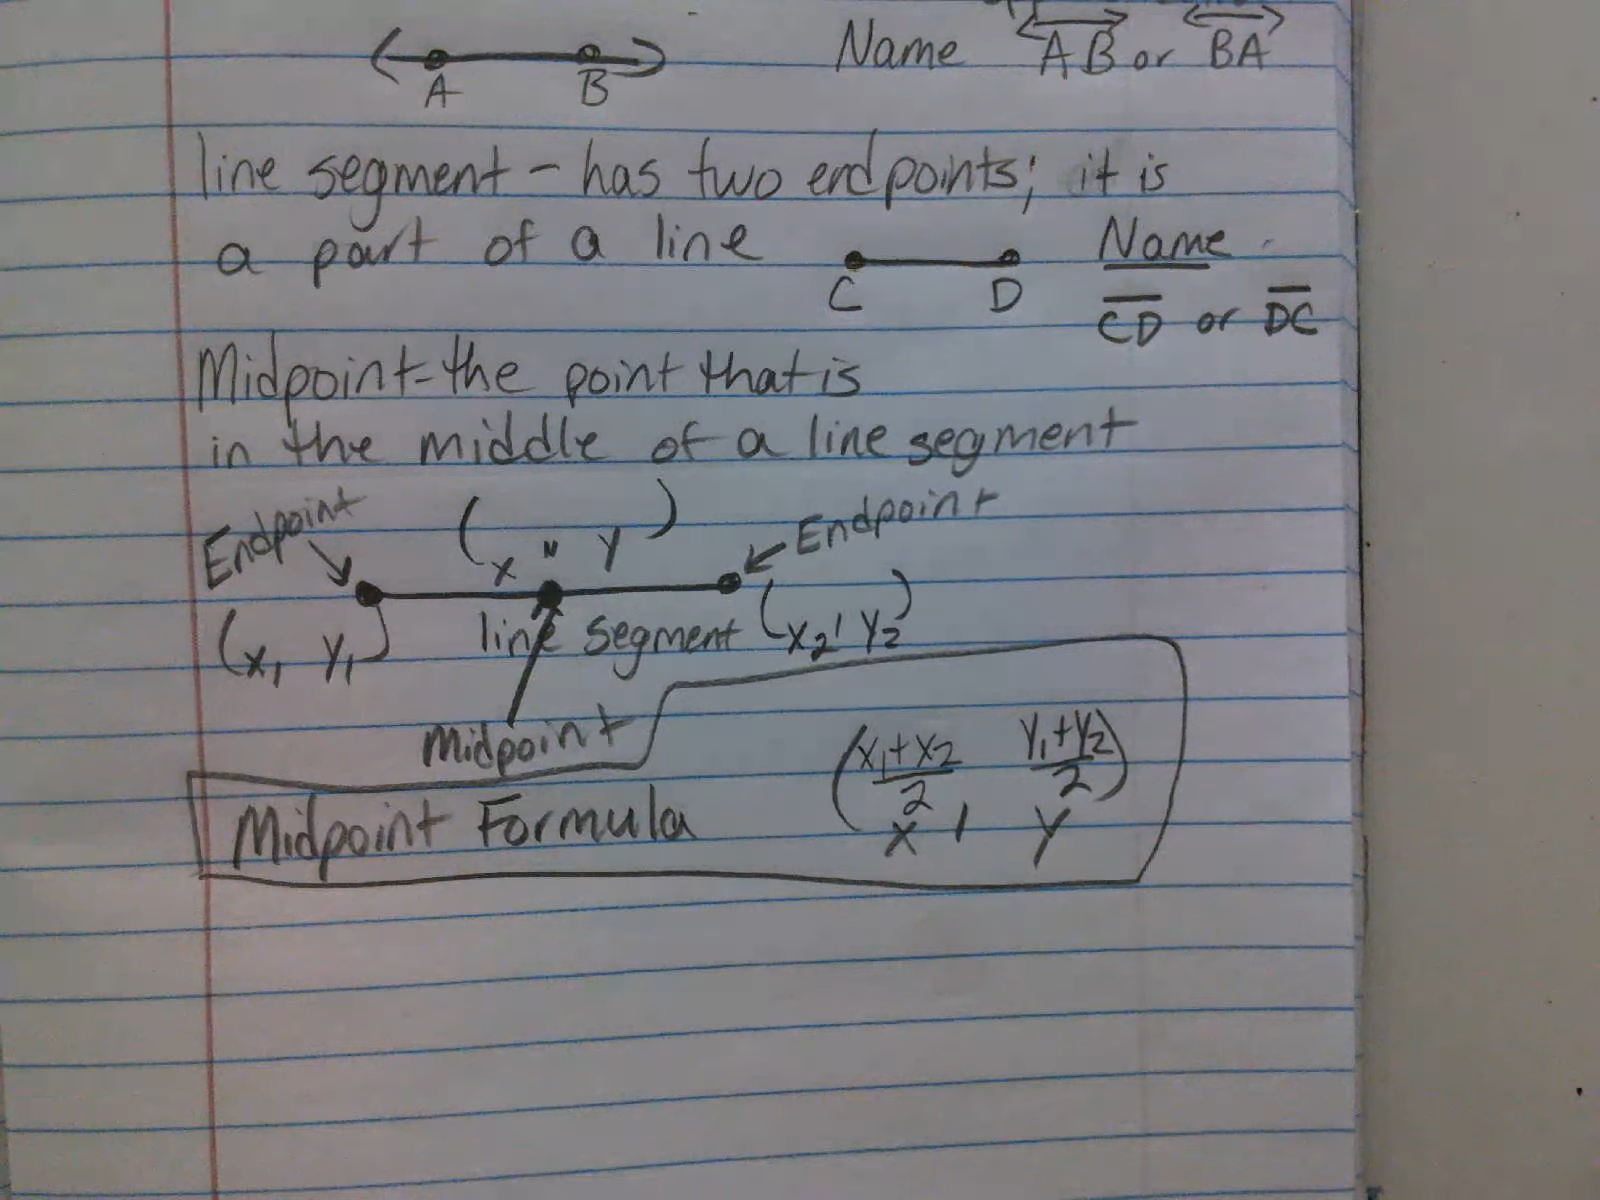 Name AB or BA
A B
line segment - has two endpoints; it is
a part of a line
C D
Name
CD or DC
Midpoint - the point that is
in the middle of a line segment
Endpoint
(x, y)
Endpoint
(x₁ y₁)
line segment
(x₂, y₂)
Midpoint
Midpoint Formula
(x₁+x₂/2, y₁+y₂/2)
x y